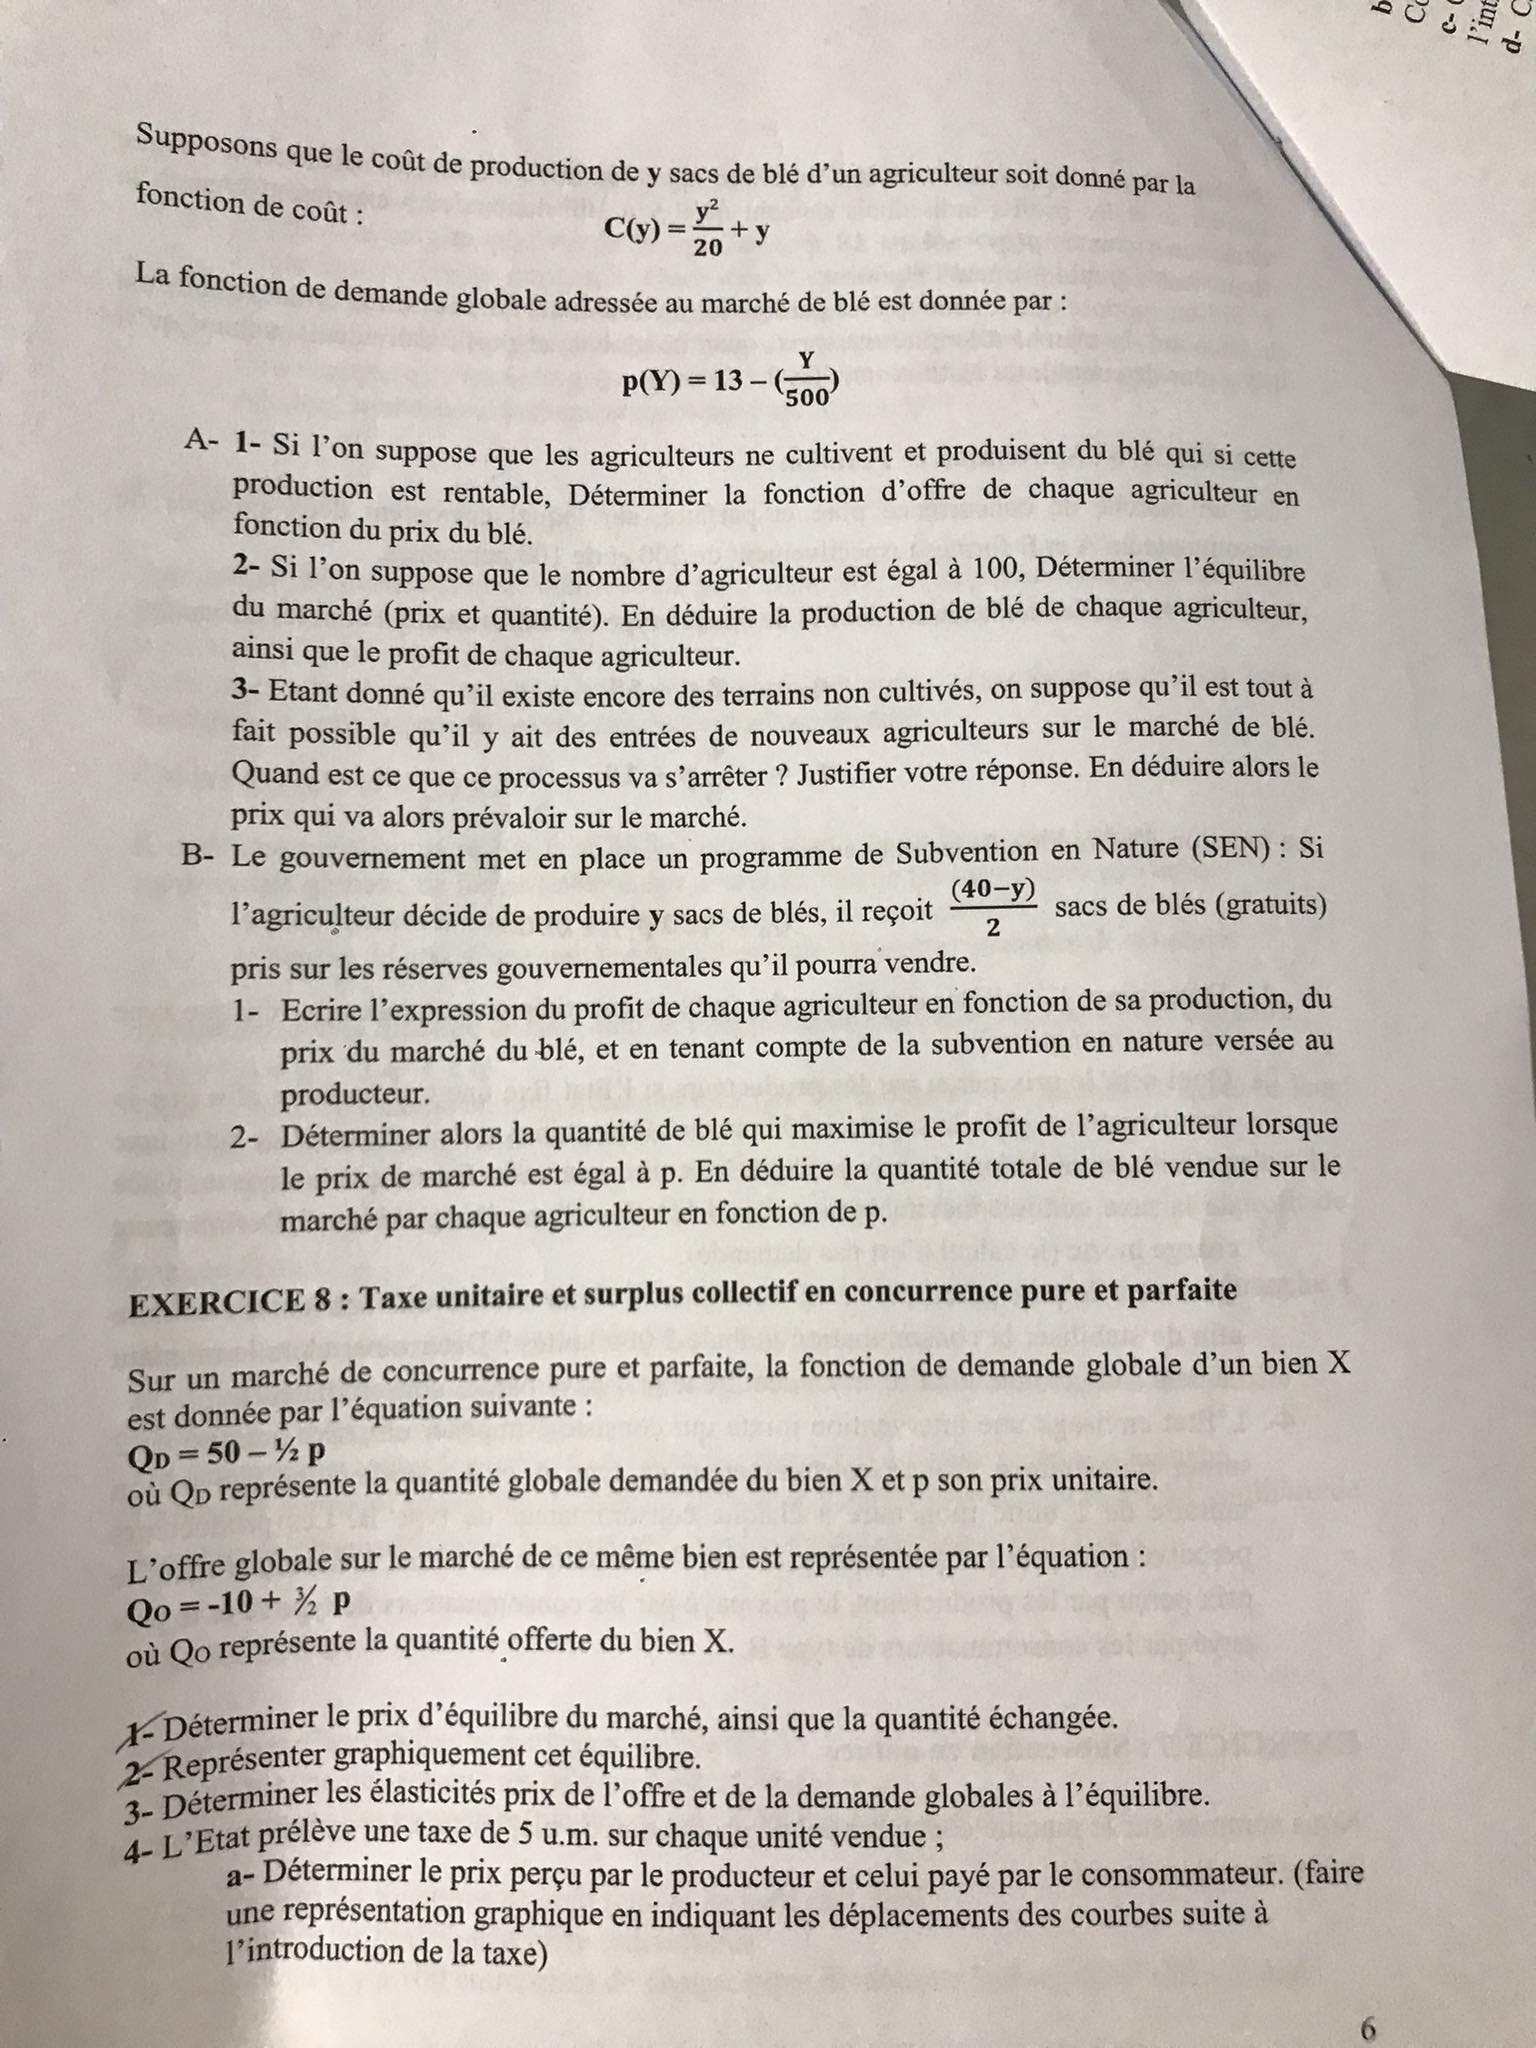 b
Co
c-
l'int
d- C
Supposons que le coût de production de y sacs de blé d'un agriculteur soit donné par la
fonction de coût : C(y) = y²/20 + y
La fonction de demande globale adressée au marché de blé est donnée par :
p(Y) = 13 – (Y/500)
A- 1- Si l'on suppose que les agriculteurs ne cultivent et produisent du blé qui si cette
production est rentable, Déterminer la fonction d'offre de chaque agriculteur en
fonction du prix du blé.
2- Si l'on suppose que le nombre d'agriculteur est égal à 100, Déterminer l'équilibre
du marché (prix et quantité). En déduire la production de blé de chaque agriculteur,
ainsi que le profit de chaque agriculteur.
3- Etant donné qu'il existe encore des terrains non cultivés, on suppose qu'il est tout à
fait possible qu'il y ait des entrées de nouveaux agriculteurs sur le marché de blé.
Quand est ce que ce processus va s'arrêter ? Justifier votre réponse. En déduire alors le
prix qui va alors prévaloir sur le marché.
B- Le gouvernement met en place un programme de Subvention en Nature (SEN) : Si
l'agriculteur décide de produire y sacs de blés, il reçoit (40−y)/2 sacs de blés (gratuits)
pris sur les réserves gouvernementales qu'il pourra vendre.
1- Ecrire l'expression du profit de chaque agriculteur en fonction de sa production, du
prix du marché du blé, et en tenant compte de la subvention en nature versée au
producteur.
2- Déterminer alors la quantité de blé qui maximise le profit de l'agriculteur lorsque
le prix de marché est égal à p. En déduire la quantité totale de blé vendue sur le
marché par chaque agriculteur en fonction de p.
EXERCICE 8 : Taxe unitaire et surplus collectif en concurrence pure et parfaite
Sur un marché de concurrence pure et parfaite, la fonction de demande globale d'un bien X
est donnée par l'équation suivante :
QD = 50 – ½ p
où QD représente la quantité globale demandée du bien X et p son prix unitaire.
L'offre globale sur le marché de ce même bien est représentée par l'équation :
QO = -10 + 3/2 p
où QO représente la quantité offerte du bien X.
1- Déterminer le prix d'équilibre du marché, ainsi que la quantité échangée.
2- Représenter graphiquement cet équilibre.
3- Déterminer les élasticités prix de l'offre et de la demande globales à l'équilibre.
4- L'Etat prélève une taxe de 5 u.m. sur chaque unité vendue ;
a- Déterminer le prix perçu par le producteur et celui payé par le consommateur. (faire
une représentation graphique en indiquant les déplacements des courbes suite à
l'introduction de la taxe)
6